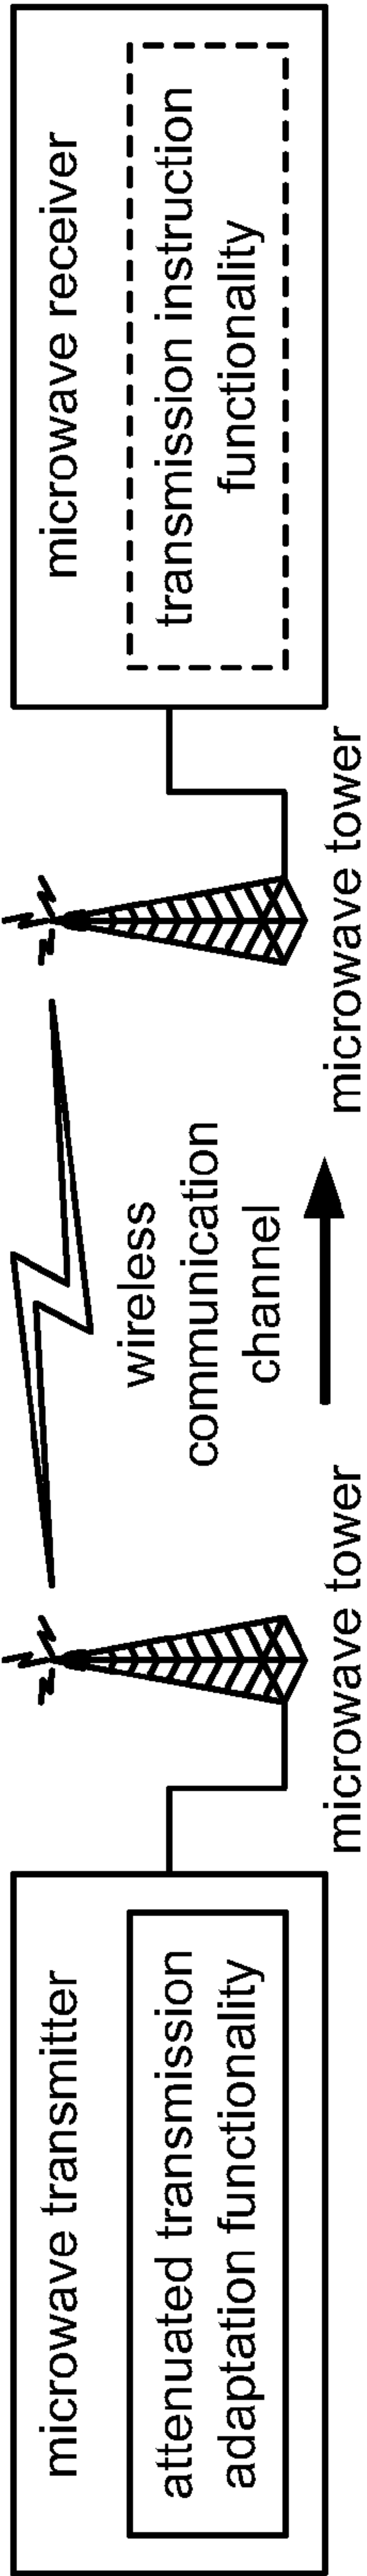 microwave transmitter
attenuated transmission
adaptation functionality
microwave tower
wireless
communication
channel
microwave tower
microwave receiver
transmission instruction
functionality